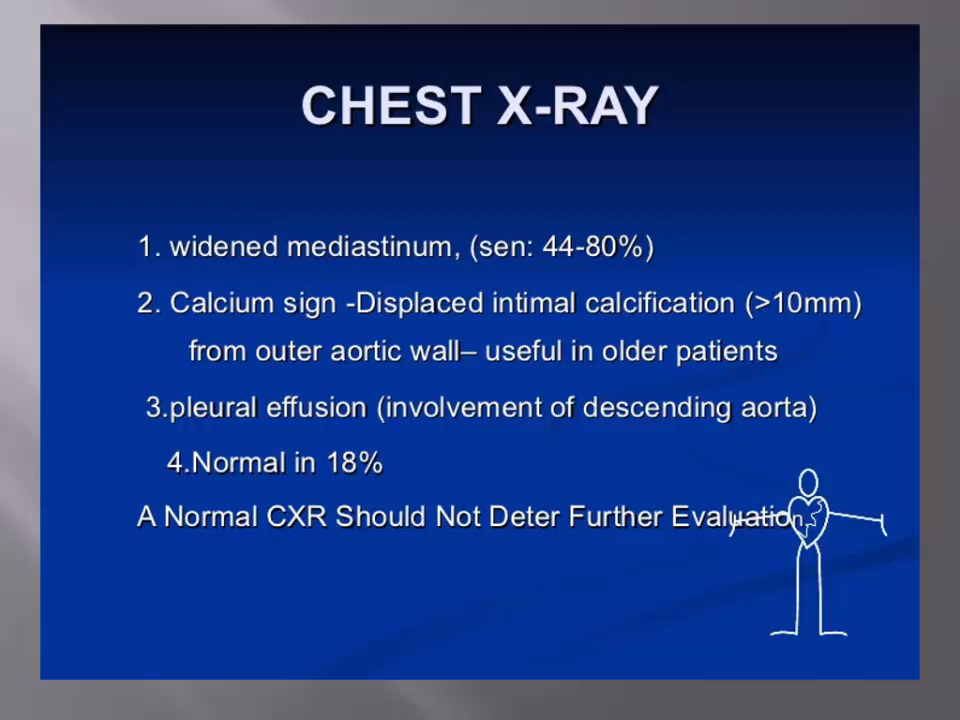 CHEST X-RAY
1. widened mediastinum, (sen: 44-80%)
2. Calcium sign -Displaced intimal calcification (>10mm)
from outer aortic wall– useful in older patients
3.pleural effusion (involvement of descending aorta)
4.Normal in 18%
A Normal CXR Should Not Deter Further Evaluation